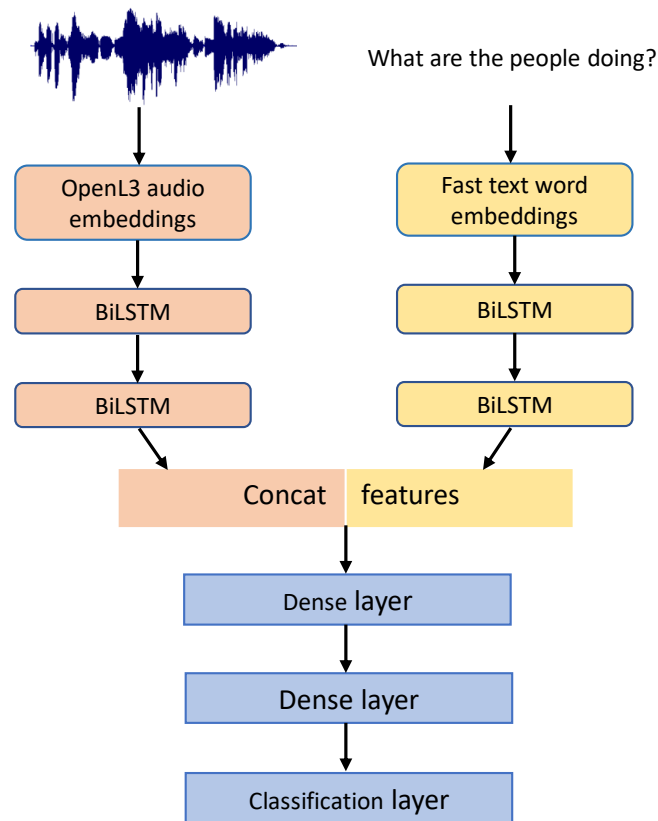 What are the people doing?
OpenL3 audio
embeddings
Fast text word
embeddings
BiLSTM
BiLSTM
BiLSTM
BiLSTM
Concat features
Dense layer
Dense layer
Classification layer